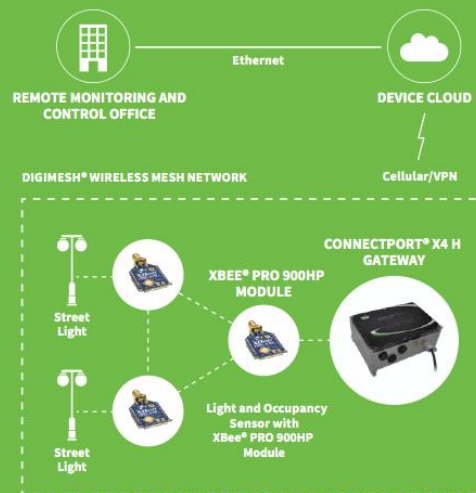 Ethernet
REMOTE MONITORING AND
CONTROL OFFICE
DEVICE CLOUD
Cellular/VPN
DIGIMESH® WIRELESS MESH NETWORK
CONNECTPORT® X4 H
GATEWAY
XBEE® PRO 900HP
MODULE
Street
Light
Light and Occupancy
Sensor with
XBee® PRO 900HP
Module
Street
Light